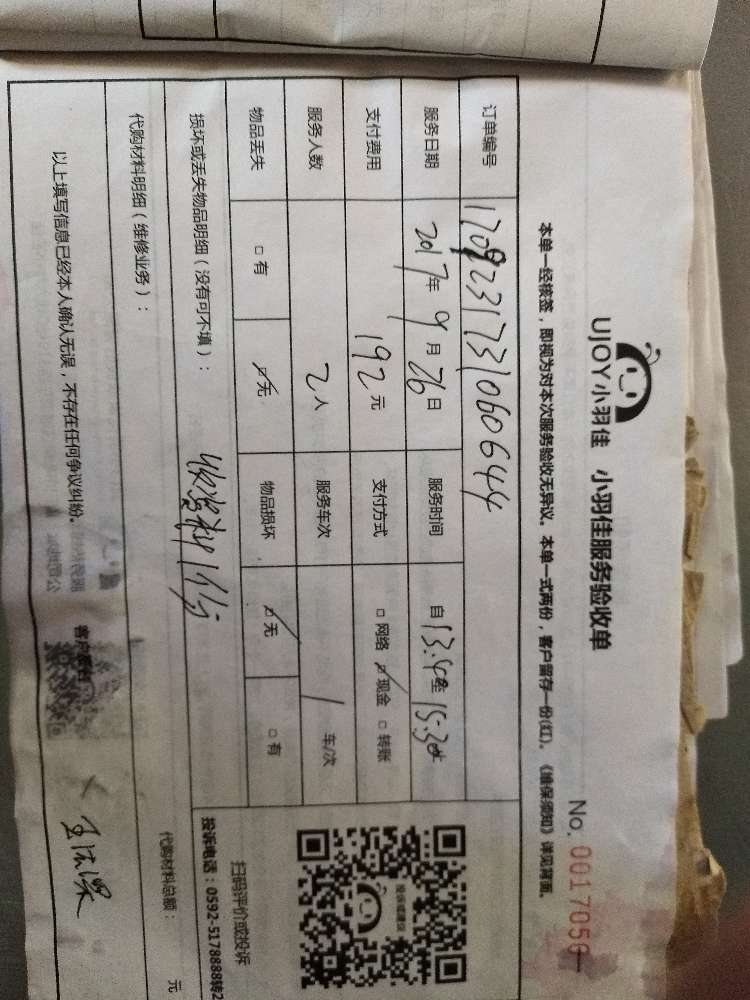 UJOY小羽佳 小羽佳服务验收单
No. 0017056
本单一经核签，即视为对本次服务验收无异议。本单一式两份，客户留存一份(红)。《维保须知》详见背面。
订单编号 1709231731060644
服务日期 2017年9月26日 服务时间 自13.40至15:30
支付费用 192元 支付方式 □网络 ☑现金 □转账
服务人数 2人 服务车次 1车/次
物品丢失 □有 ☑无 物品损坏 ☑无 □有
损坏或丢失物品明细（没有可不填）：
代购材料明细（维修业务）：
代购材料总额： 元
扫码评价或投诉
投诉电话：0592-5178888转2
投诉或建议
以上填写信息已经本人确认无误，不存在任何争议纠纷。